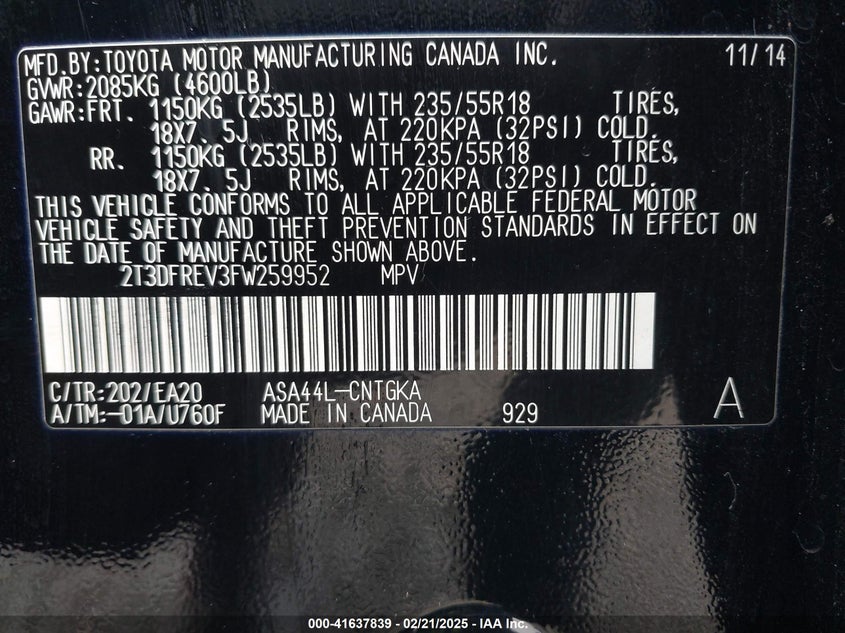 MFD.BY:TOYOTA MOTOR MANUFACTURING CANADA INC. 11/14
GVWR:2085KG (4600LB)
GAWR:FRT. 1150KG (2535LB) WITH 235/55R18 TIRES,
18X7. 5J RIMS, AT 220KPA (32PSI) COLD.
RR. 1150KG (2535LB) WITH 235/55R18 TIRES,
18X7. 5J RIMS, AT 220KPA (32PSI) COLD.
THIS VEHICLE CONFORMS TO ALL APPLICABLE FEDERAL MOTOR
VEHICLE SAFETY AND THEFT PREVENTION STANDARDS IN EFFECT ON
THE DATE OF MANUFACTURE SHOWN ABOVE.
2T3DFREV3FW259952 MPV
C/TR:202/EA20 ASA44L-CNTGKA
A/TM:-01A/U760F MADE IN CANADA 929 A
000-41637839 - 02/21/2025 - IAA Inc.